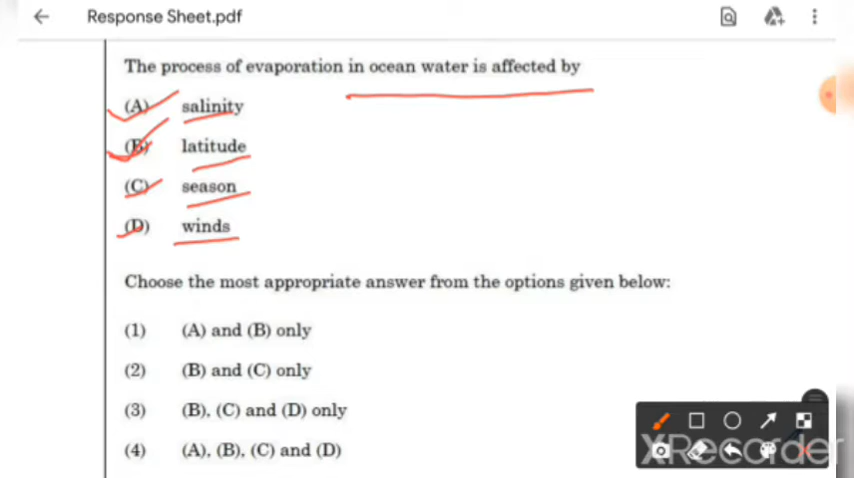 Response Sheet.pdf
The process of evaporation in ocean water is affected by
(A) salinity
(B) latitude
(C) season
(D) winds
Choose the most appropriate answer from the options given below:
(1) (A) and (B) only
(2) (B) and (C) only
(3) (B), (C) and (D) only
(4) (A), (B), (C) and (D)
XRecorder